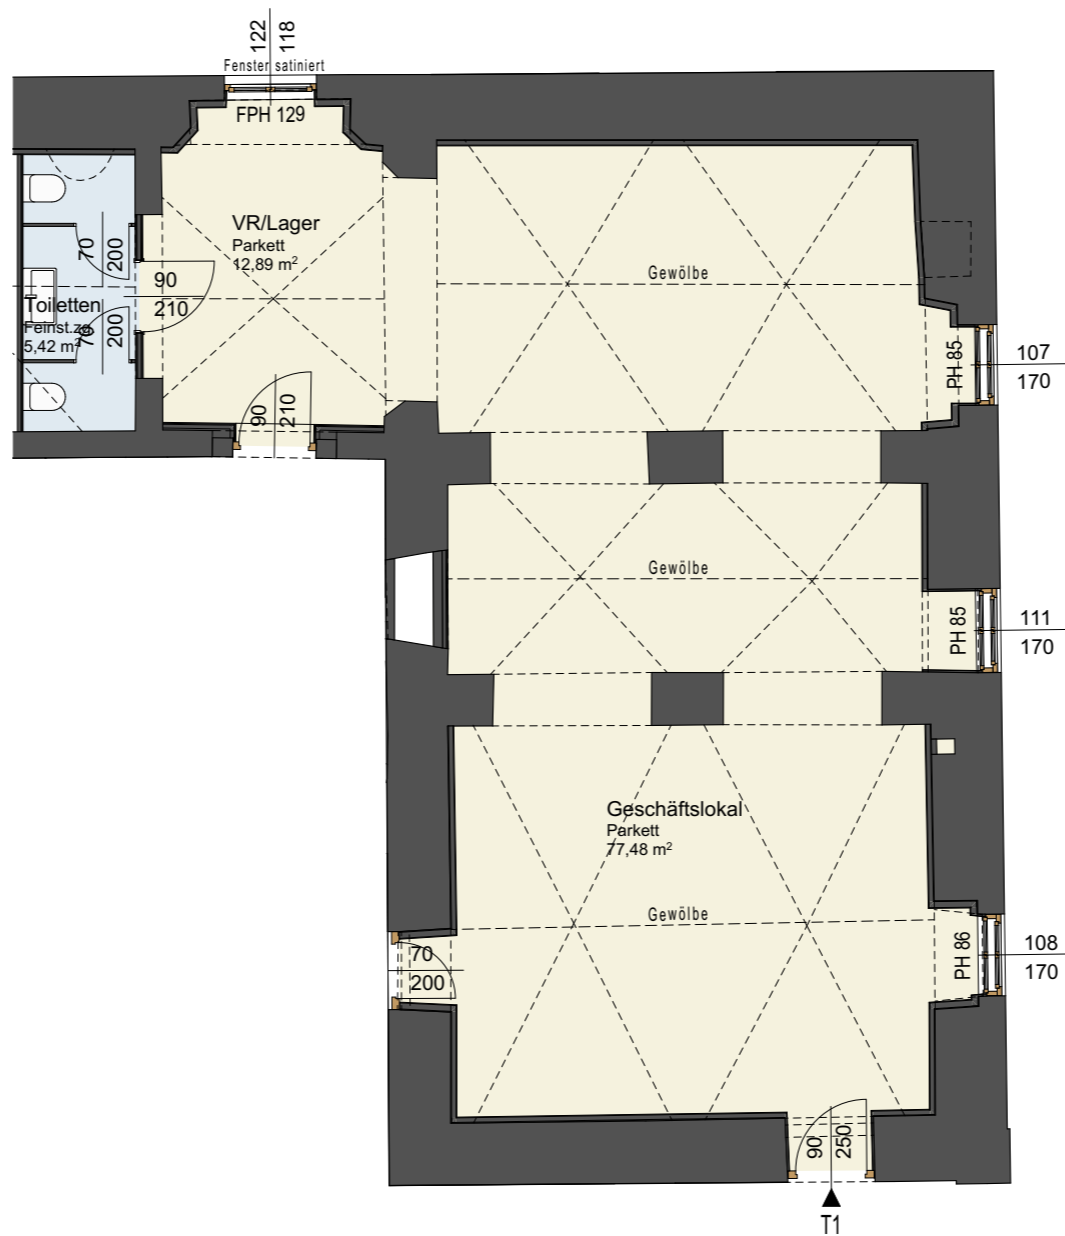 122
118
Fenster satiniert
FPH 129
VR/Lager
Parkett
12,89 m²
70
200
90
210
Toiletten
Feinst.zg.
5,42 m²
70
200
90
210
Gewölbe
PH 85
107
170
Gewölbe
PH 85
111
170
Geschäftslokal
Parkett
77,48 m²
Gewölbe
PH 86
108
170
70
200
90
250
T1